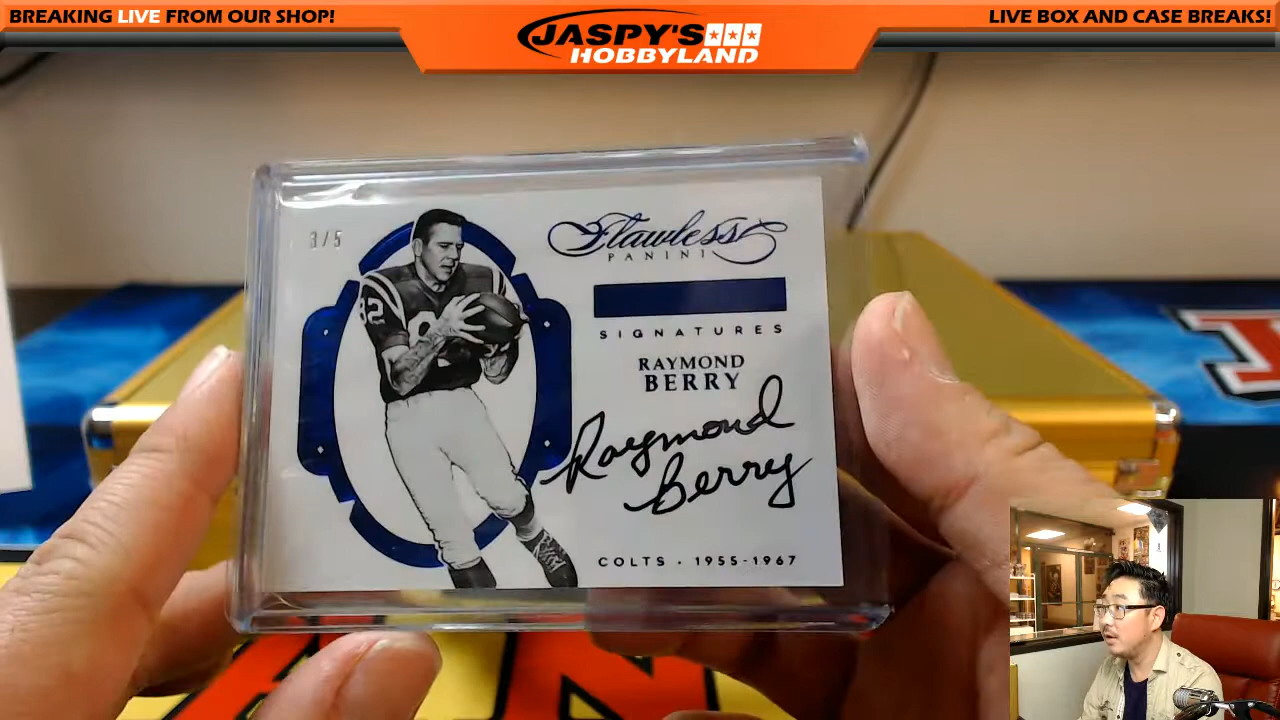 BREAKING LIVE FROM OUR SHOP!
JASPY'S
HOBBYLAND
LIVE BOX AND CASE BREAKS!
3/5
Flawless
PANINI
SIGNATURES
RAYMOND
BERRY
Raymond
Berry
COLTS . 1955-1967
82